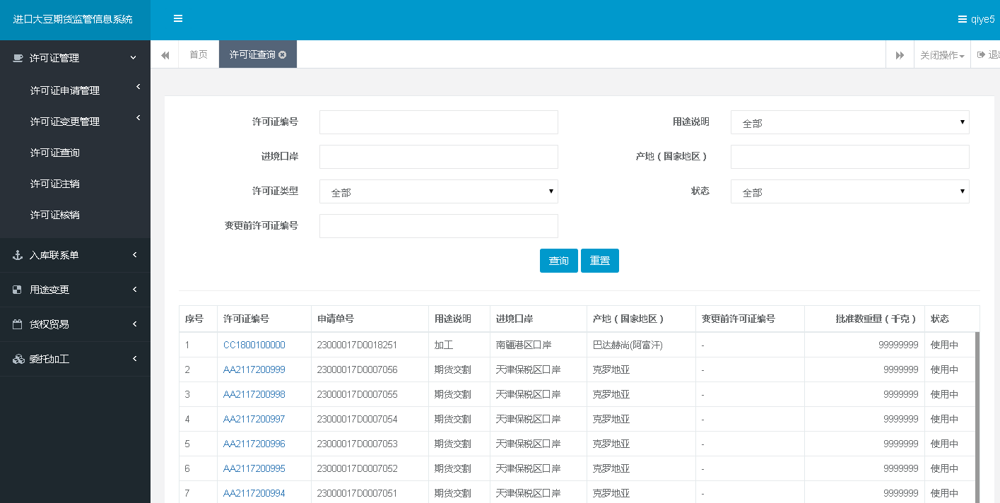 进口大豆期货监管信息系统
qiye5
许可证管理
许可证申请管理
许可证变更管理
许可证查询
许可证注销
许可证核销
入库联系单
用途变更
货权贸易
委托加工
首页 许可证查询 关闭操作
许可证编号 用途说明 全部
进境口岸 产地（国家地区）
许可证类型 全部 状态 全部
变更前许可证编号
查询 重置
序号 许可证编号 申请单号 用途说明 进境口岸 产地（国家地区） 变更前许可证编号 批准数重量（千克） 状态
1 CC1800100000 23000017D0018251 加工 南疆港区口岸 巴达赫尚(阿富汗) - 99999999 使用中
2 AA2117200999 23000017D0007056 期货交割 天津保税区口岸 克罗地亚 - 9999999 使用中
3 AA2117200998 23000017D0007055 期货交割 天津保税区口岸 克罗地亚 - 9999999 使用中
4 AA2117200997 23000017D0007054 期货交割 天津保税区口岸 克罗地亚 - 9999999 使用中
5 AA2117200996 23000017D0007053 期货交割 天津保税区口岸 克罗地亚 - 9999999 使用中
6 AA2117200995 23000017D0007052 期货交割 天津保税区口岸 克罗地亚 - 9999999 使用中
7 AA2117200994 23000017D0007051 期货交割 天津保税区口岸 克罗地亚 - 9999999 使用中